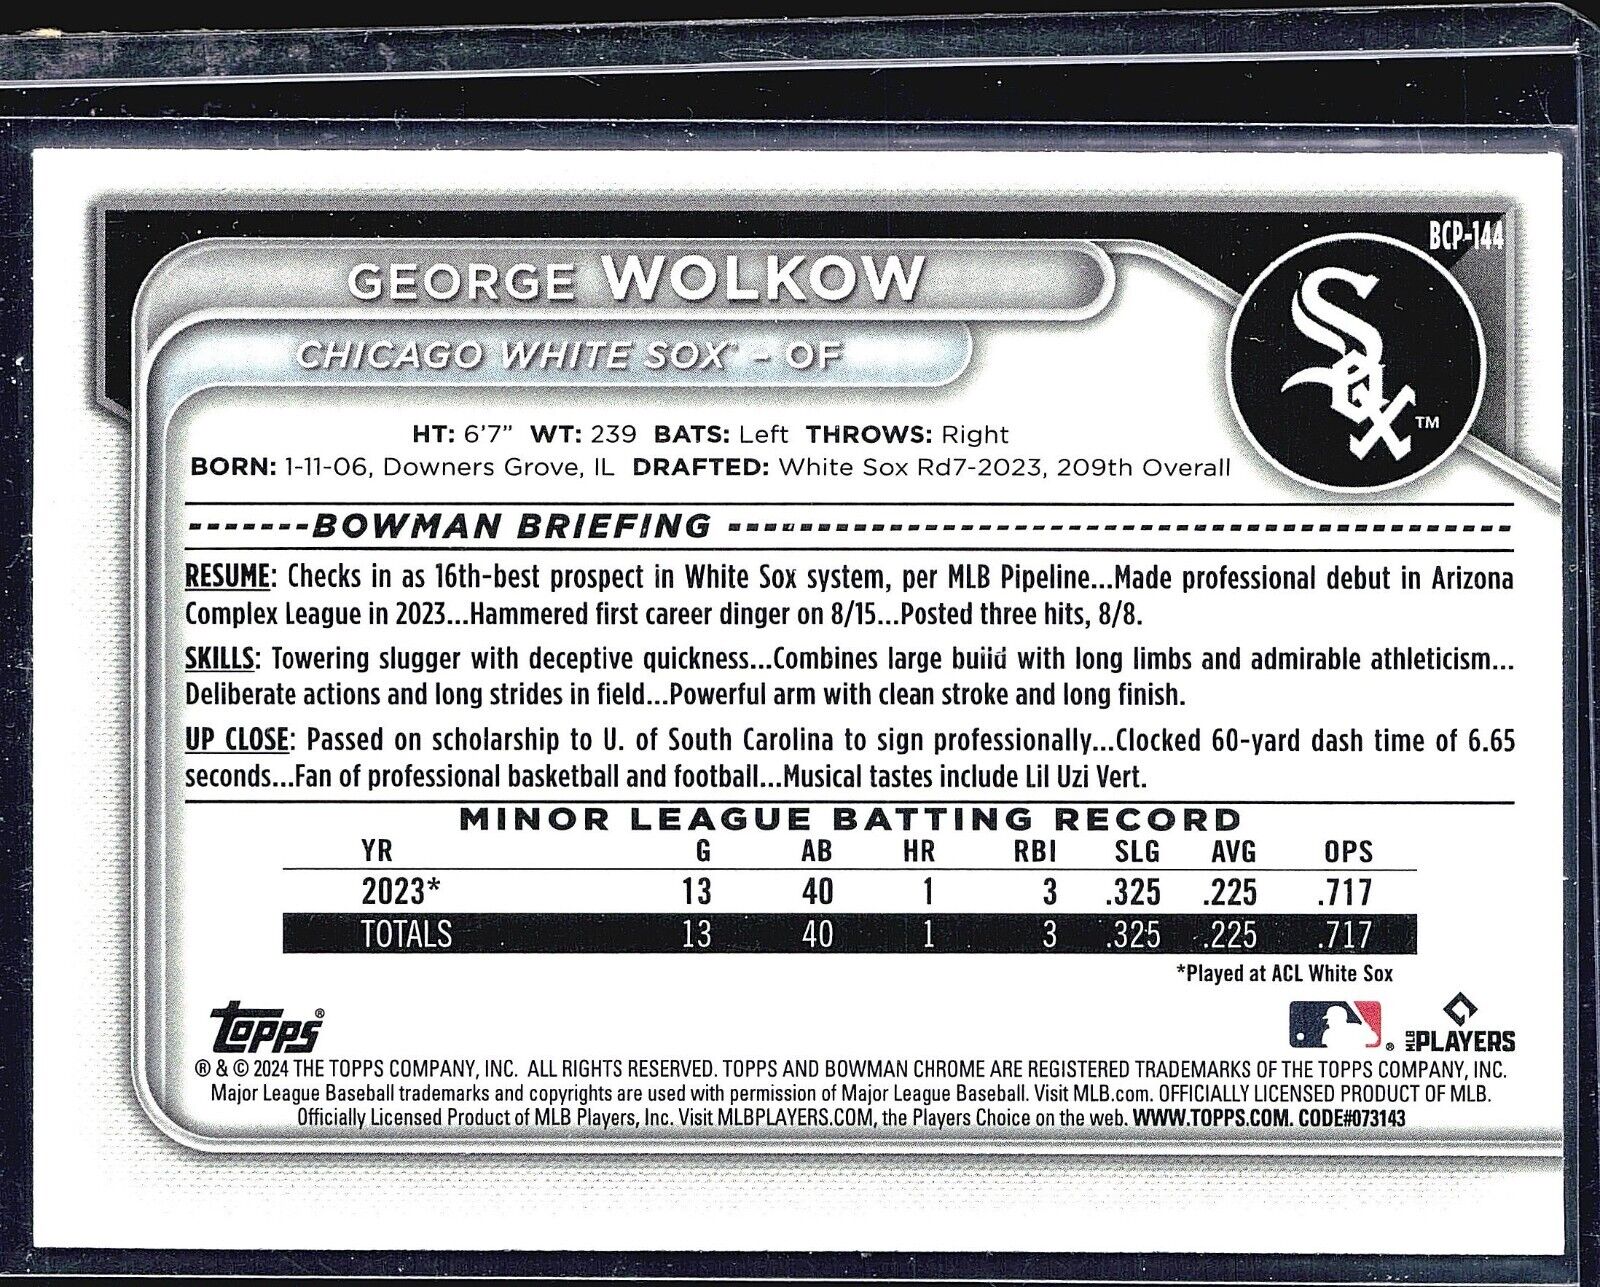 BCP-144
GEORGE WOLKOW
CHICAGO WHITE SOX™ - OF
Sox™
HT: 6'7" WT: 239 BATS: Left THROWS: Right
BORN: 1-11-06, Downers Grove, IL DRAFTED: White Sox Rd7-2023, 209th Overall
BOWMAN BRIEFING
RESUME: Checks in as 16th-best prospect in White Sox system, per MLB Pipeline...Made professional debut in Arizona
Complex League in 2023...Hammered first career dinger on 8/15...Posted three hits, 8/8.
SKILLS: Towering slugger with deceptive quickness...Combines large build with long limbs and admirable athleticism...
Deliberate actions and long strides in field...Powerful arm with clean stroke and long finish.
UP CLOSE: Passed on scholarship to U. of South Carolina to sign professionally...Clocked 60-yard dash time of 6.65
seconds...Fan of professional basketball and football...Musical tastes include Lil Uzi Vert.
MINOR LEAGUE BATTING RECORD
YR G AB HR RBI SLG AVG OPS
2023* 13 40 1 3 .325 .225 .717
TOTALS 13 40 1 3 .325 .225 .717
*Played at ACL White Sox
Topps® ® MLB PLAYERS
® & © 2024 THE TOPPS COMPANY, INC. ALL RIGHTS RESERVED. TOPPS AND BOWMAN CHROME ARE REGISTERED TRADEMARKS OF THE TOPPS COMPANY, INC.
Major League Baseball trademarks and copyrights are used with permission of Major League Baseball. Visit MLB.com. OFFICIALLY LICENSED PRODUCT OF MLB.
Officially Licensed Product of MLB Players, Inc. Visit MLBPLAYERS.COM, the Players Choice on the web. WWW.TOPPS.COM. CODE#073143